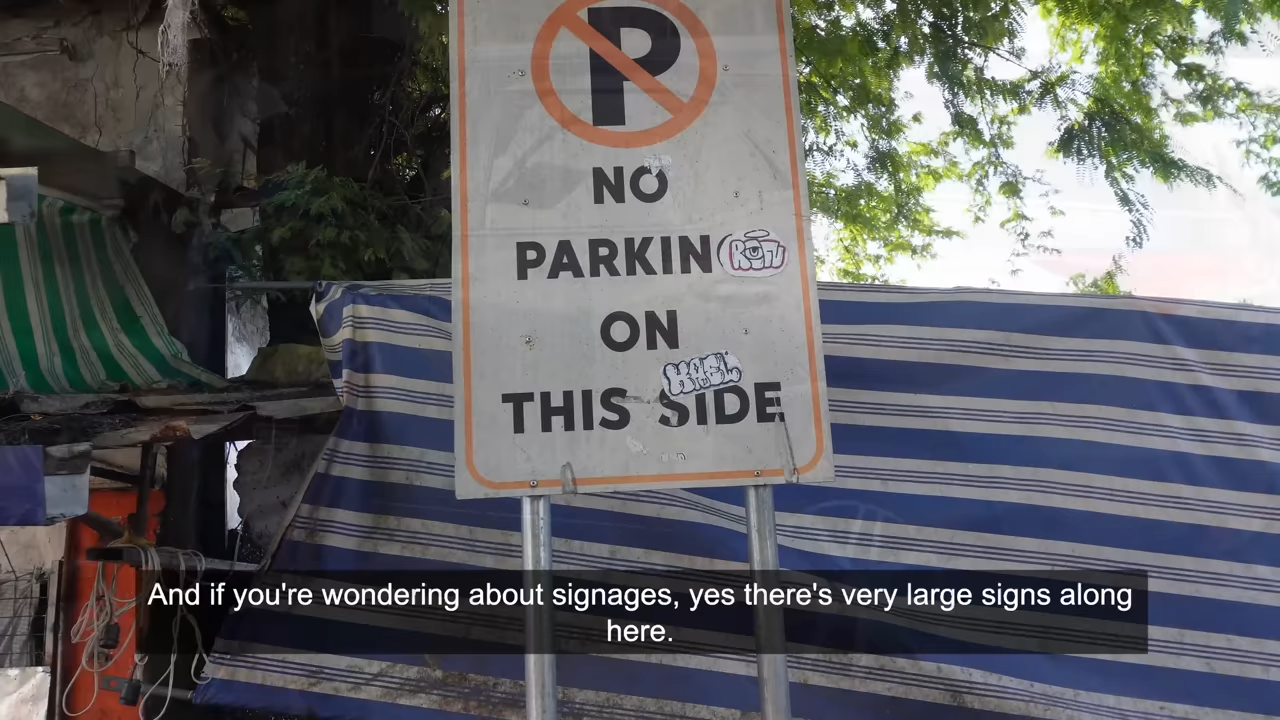 P
NO
PARKIN
ON
KAEL
THIS SIDE
And if you're wondering about signages, yes there's very large signs along
here.